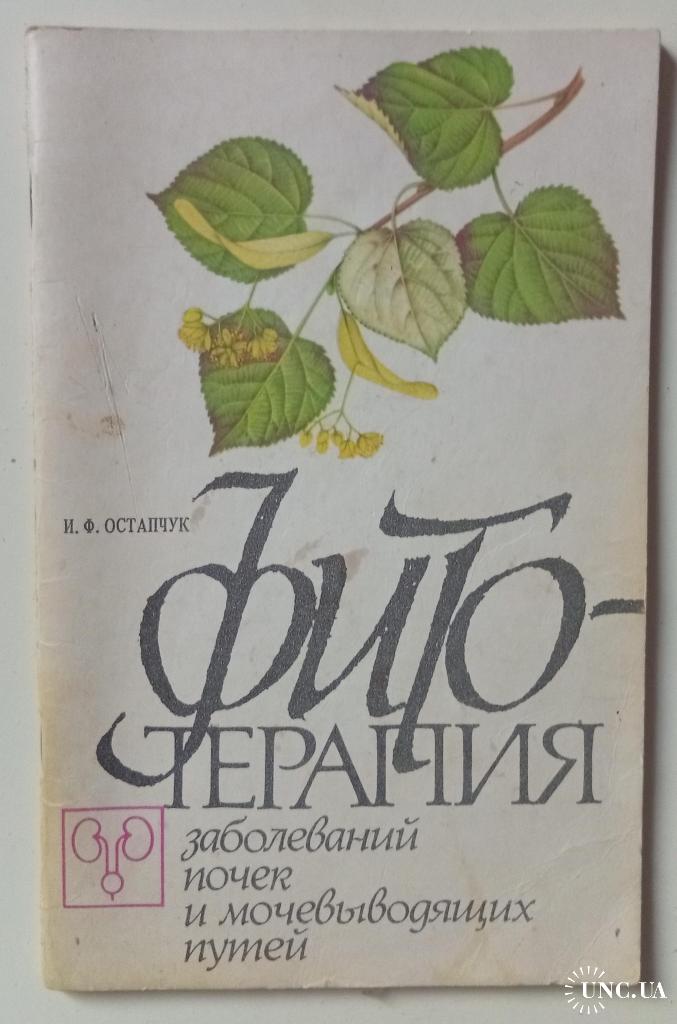 И. Ф. ОСТАПЧУК
Фито-
ТЕРАПИЯ
заболеваний
почек
и мочевыводящих
путей
UNC.UA